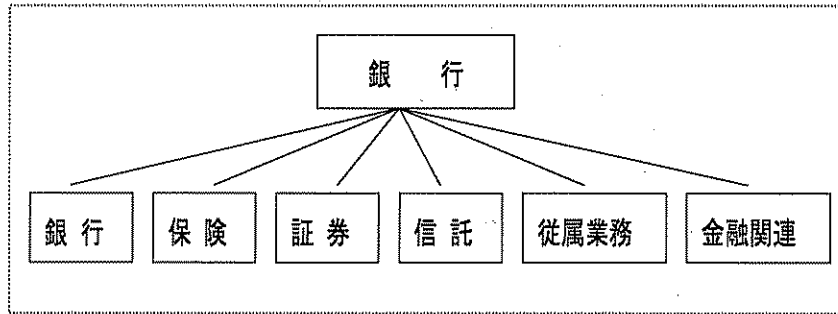 銀 行
銀 行
保 険
証 券
信 託
従属業務
金融関連